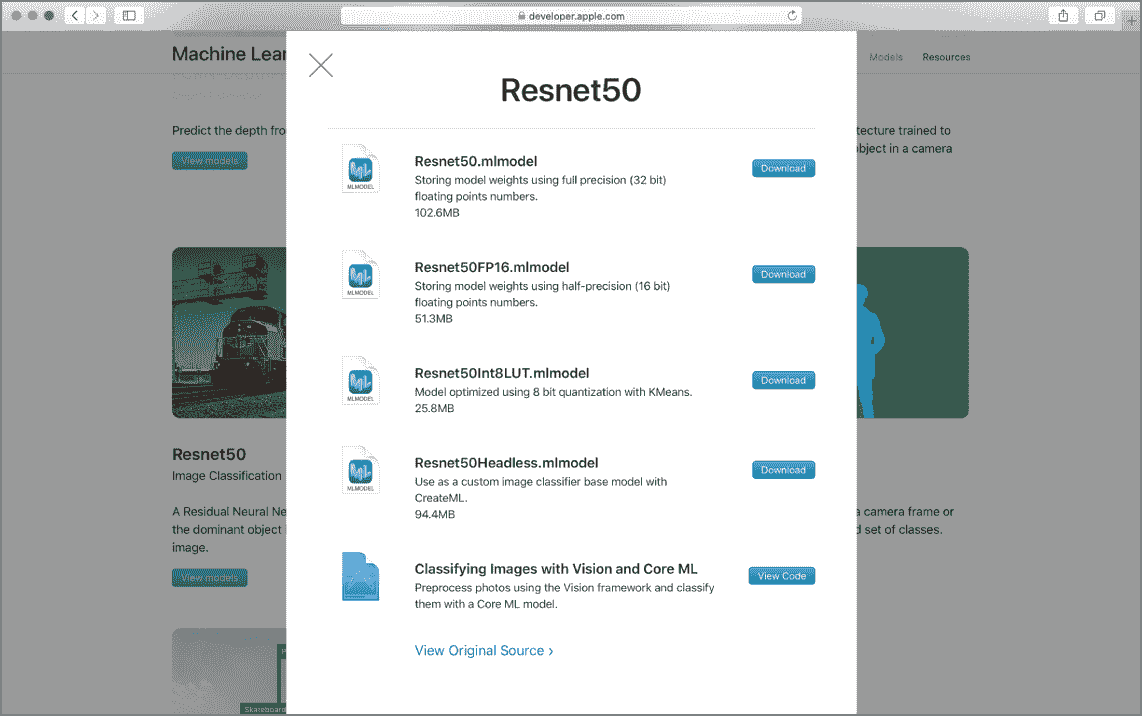 developer.apple.com
Machine Lear
Models
Resources
Predict the depth fro
View models
tecture trained to
object in a camera
Resnet50
Resnet50.mlmodel
Storing model weights using full precision (32 bit)
floating points numbers.
102.6MB
MLMODEL
Download
Resnet50FP16.mlmodel
Storing model weights using half-precision (16 bit)
floating points numbers.
51.3MB
MLMODEL
Download
Resnet50Int8LUT.mlmodel
Model optimized using 8 bit quantization with KMeans.
25.8MB
MLMODEL
Download
Resnet50Headless.mlmodel
Use as a custom image classifier base model with
CreateML.
94.4MB
MLMODEL
Download
Classifying Images with Vision and Core ML
Preprocess photos using the Vision framework and classify
them with a Core ML model.
View Code
View Original Source ›
Resnet50
Image Classification
A Residual Neural Ne
the dominant object
image.
View models
a camera frame or
d set of classes.
Skateboard